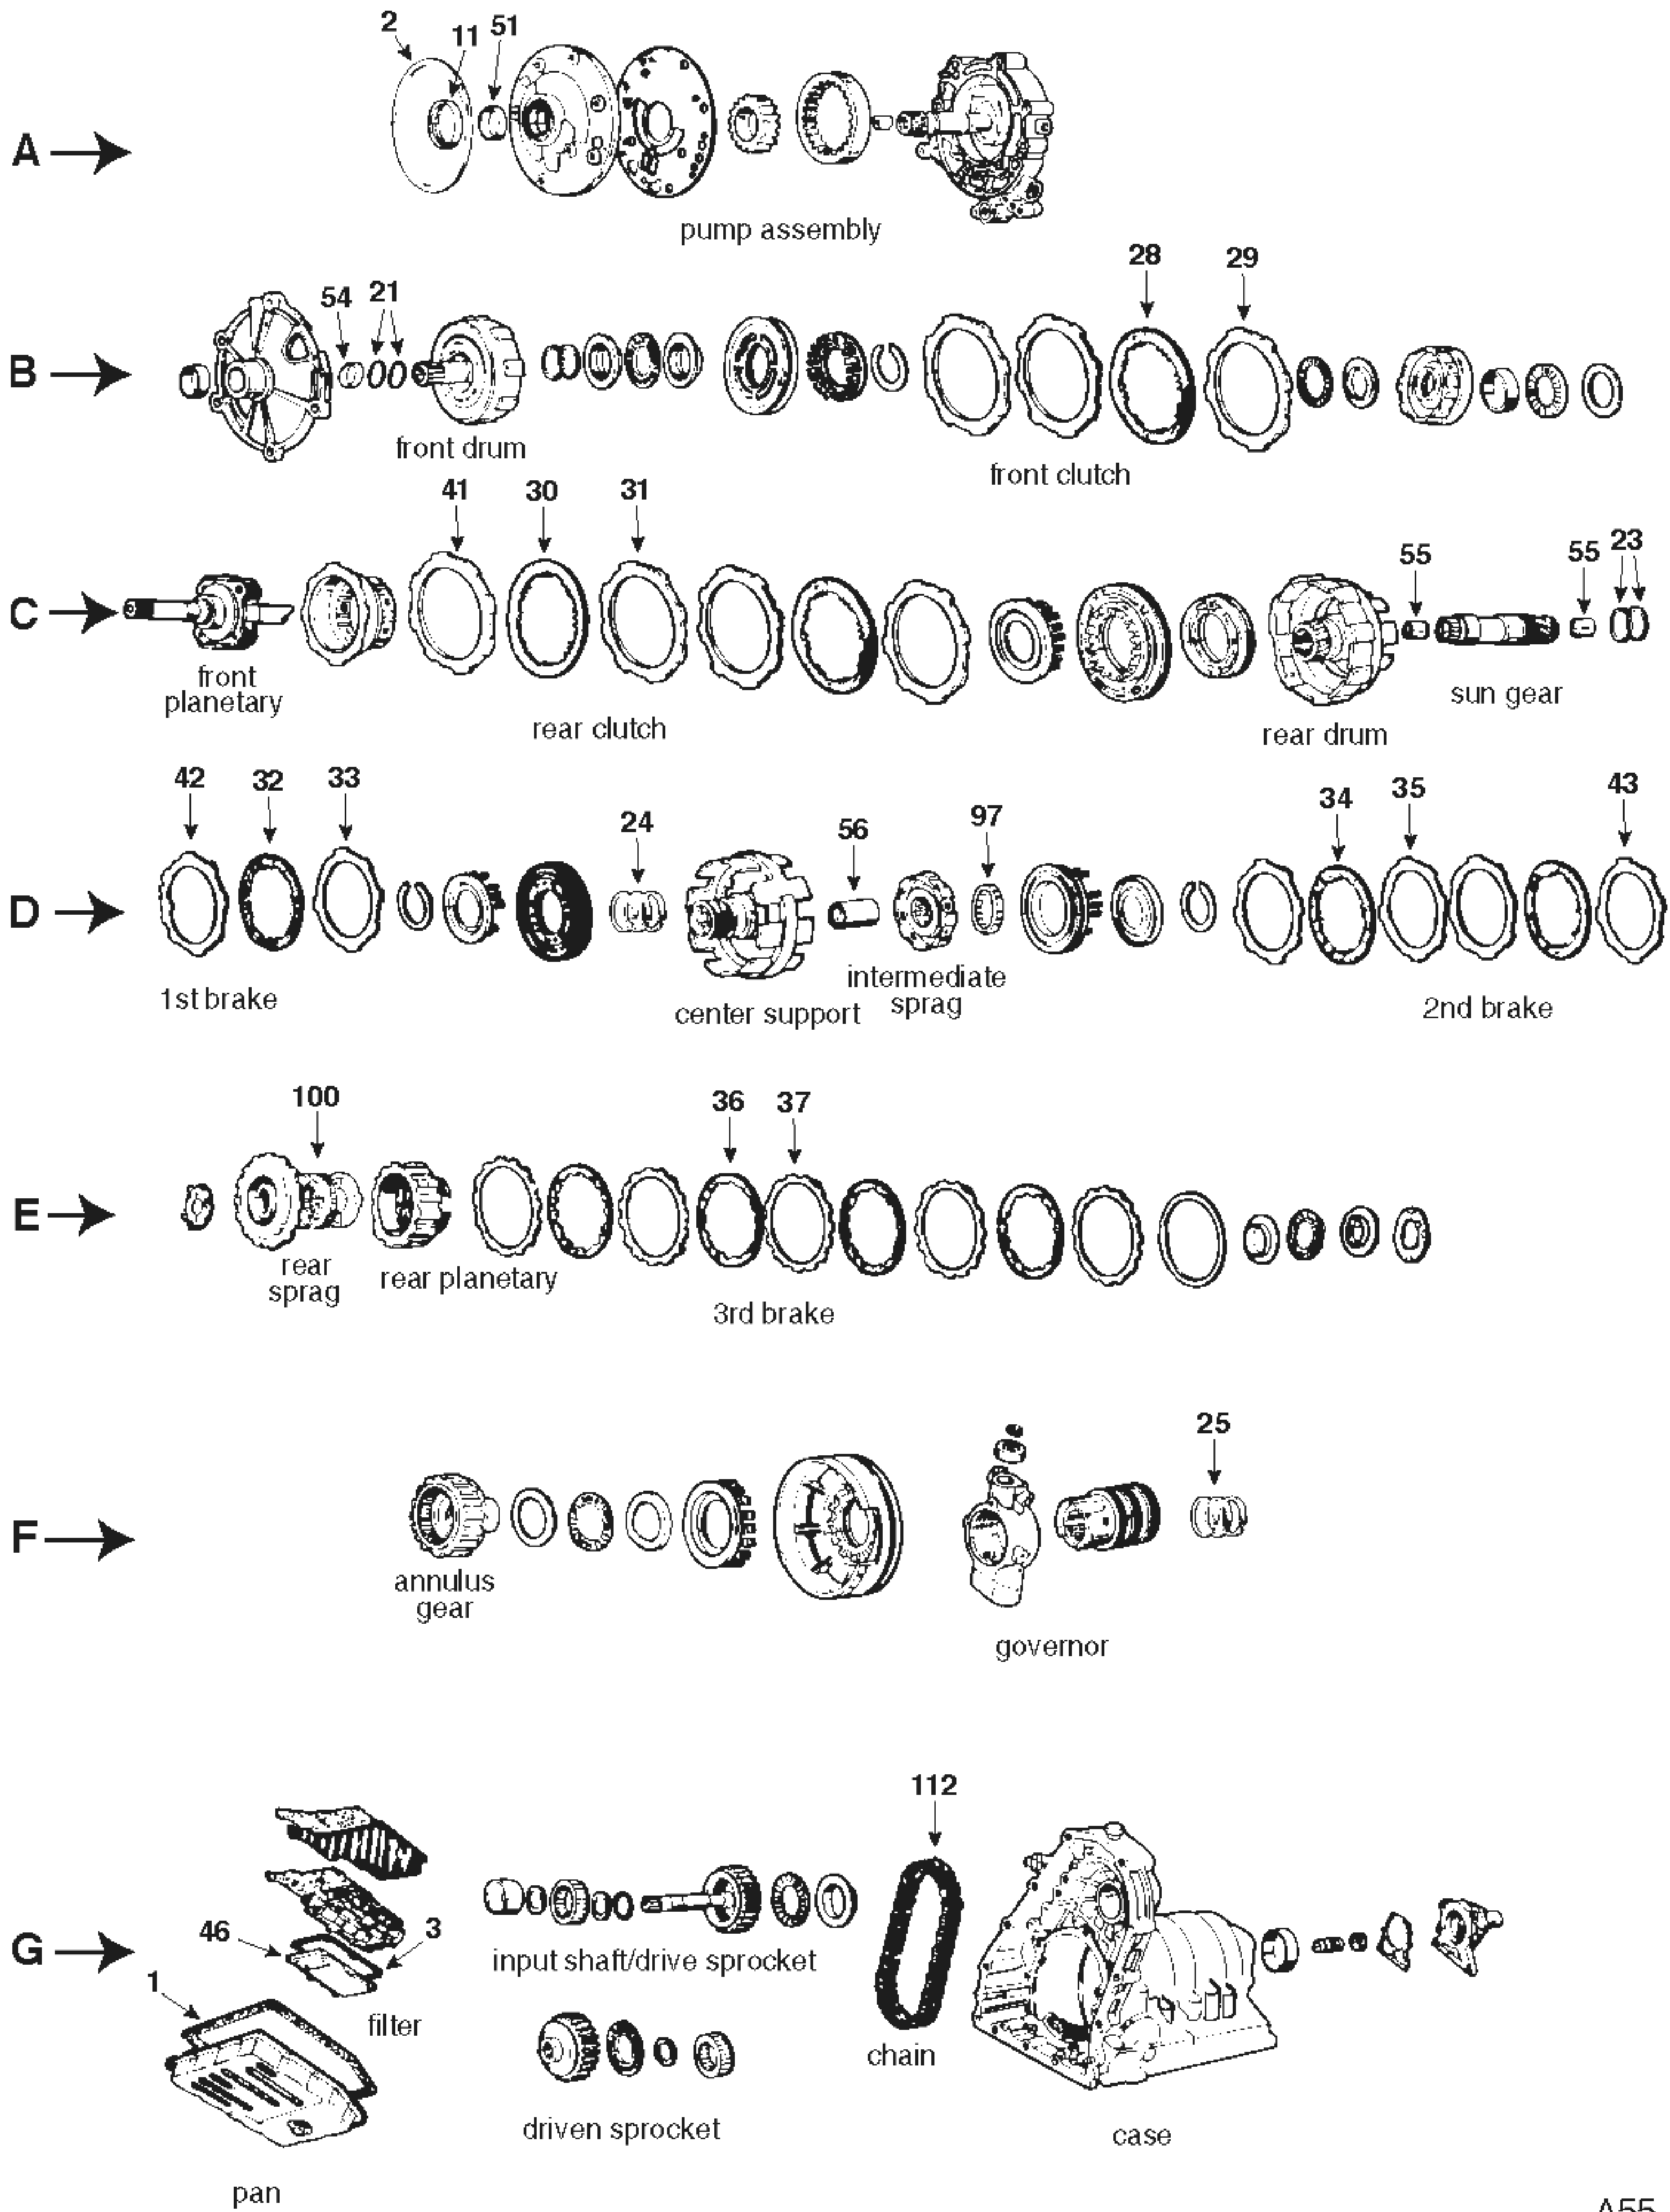 2
11
51
A
pump assembly
28
29
54
21
B
front drum
front clutch
41
30
31
55
55
23
C
front
planetary
rear clutch
rear drum
sun gear
42
32
33
24
56
97
34
35
43
D
1st brake
center support
intermediate
sprag
2nd brake
100
36
37
E
rear
sprag
rear planetary
3rd brake
25
F
annulus
gear
governor
112
46
3
G
1
input shaft/drive sprocket
filter
chain
driven sprocket
case
pan
A55